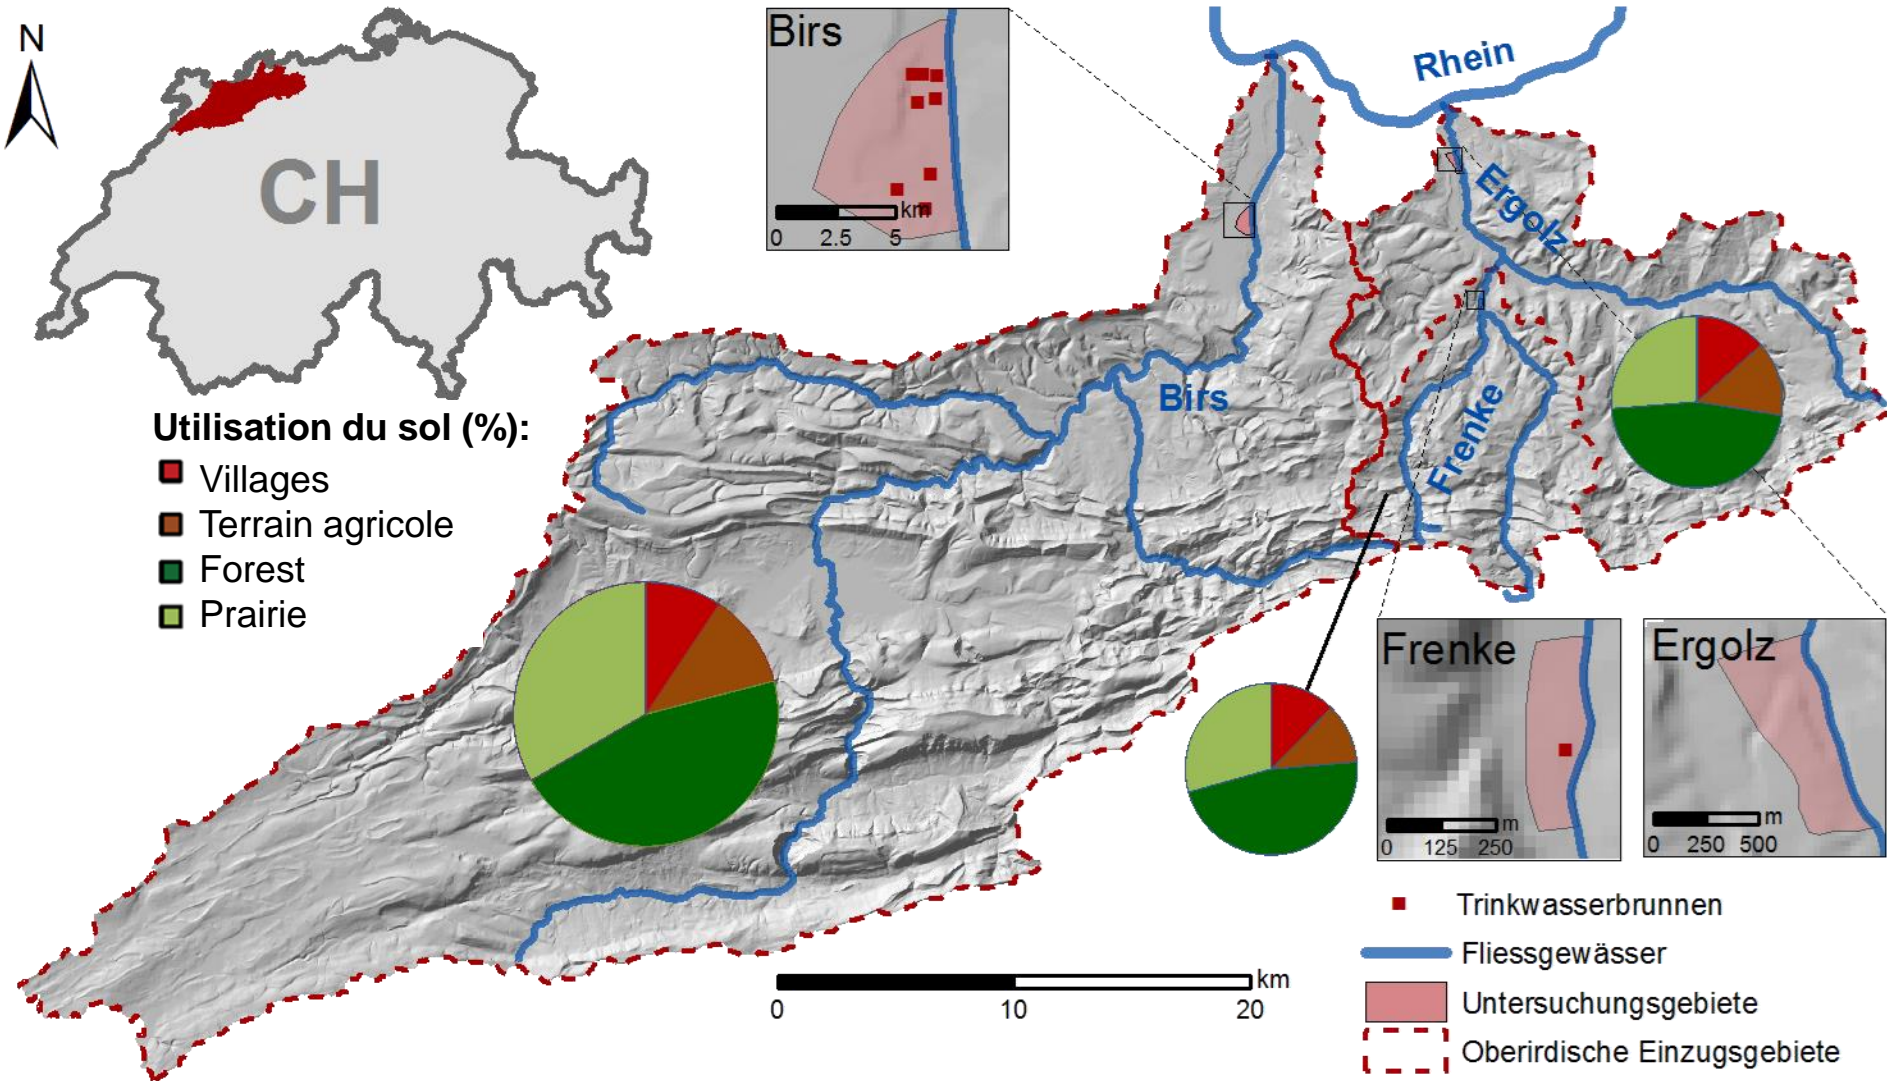 N
CH
Utilisation du sol (%):
Villages
Terrain agricole
Forest
Prairie
Birs
km
0 2.5 5
Rhein
Ergolz
Birs
Frenke
Frenke
m
0 125 250
Ergolz
m
0 250 500
km
0 10 20
Trinkwasserbrunnen
Fliessgewässer
Untersuchungsgebiete
Oberirdische Einzugsgebiete